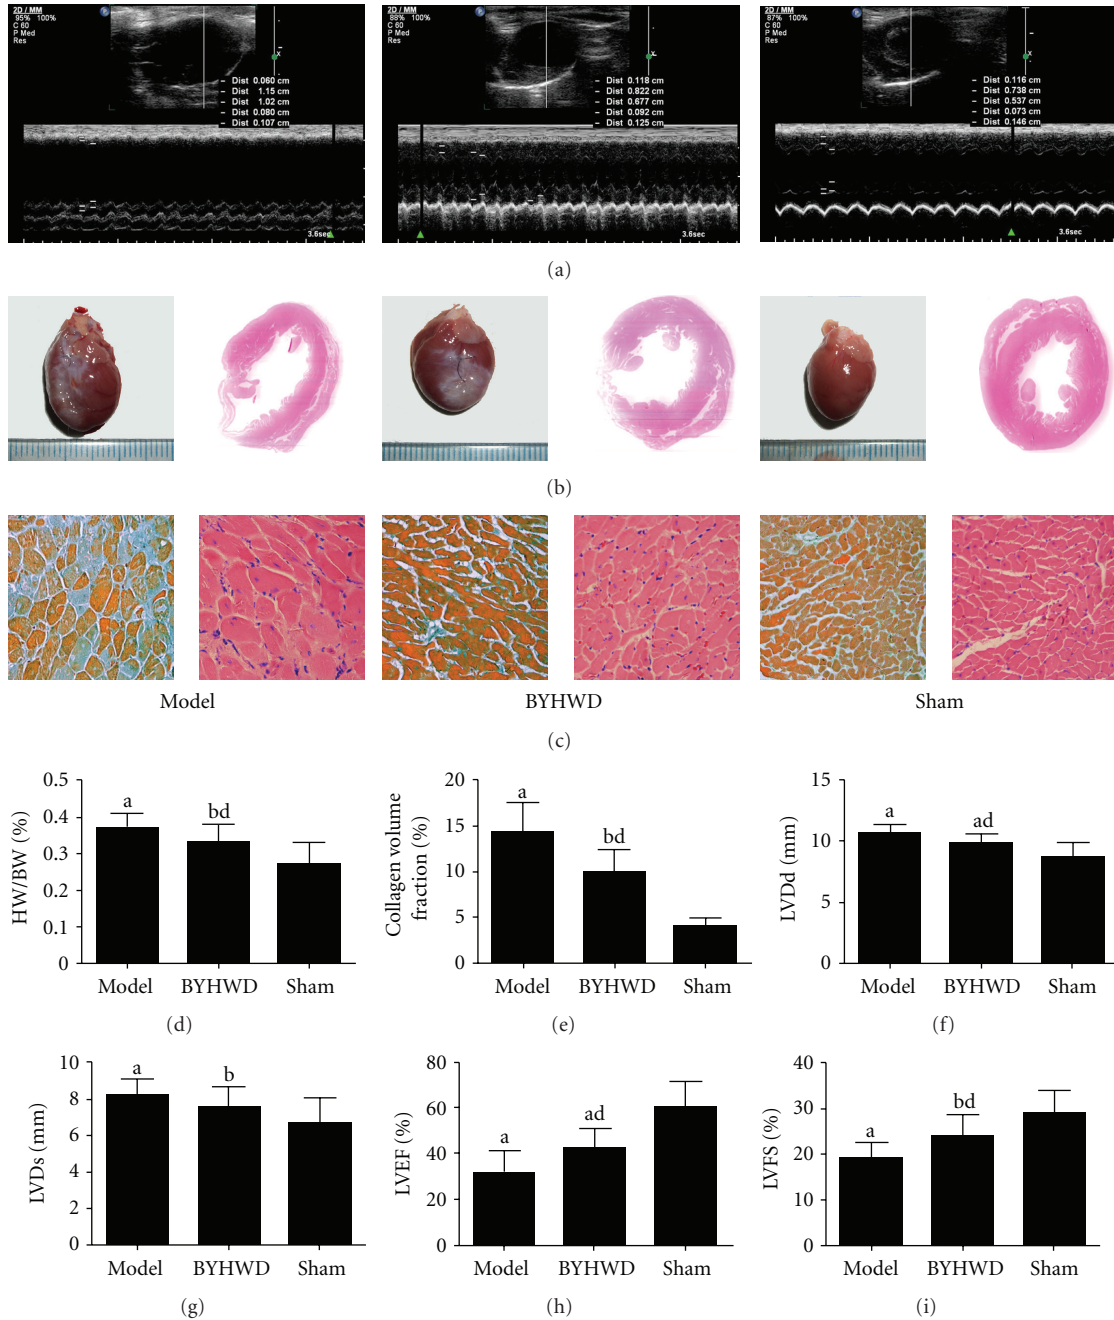 2D / MM
95% 100%
C 60
P Med
Res
Dist 0.060 cm
Dist 1.15 cm
Dist 1.02 cm
Dist 0.080 cm
Dist 0.107 cm
X
3.6sec
2D / MM
88% 100%
C 60
P Med
Res
Dist 0.118 cm
Dist 0.822 cm
Dist 0.677 cm
Dist 0.092 cm
Dist 0.125 cm
X
3.6sec
2D / MM
87% 100%
C 60
P Med
Res
Dist 0.116 cm
Dist 0.738 cm
Dist 0.537 cm
Dist 0.073 cm
Dist 0.146 cm
X
3.6sec
(a)
(b)
Model BYHWD Sham
(c)
HW/BW (%)
0.5
0.4
0.3
0.2
0.1
0
a
bd
Model BYHWD Sham
(d)
Collagen volume
fraction (%)
20
15
10
5
0
a
bd
Model BYHWD Sham
(e)
LVDd (mm)
15
10
5
0
a
ad
Model BYHWD Sham
(f)
LVDs (mm)
10
8
6
4
2
0
a
b
Model BYHWD Sham
(g)
LVEF (%)
80
60
40
20
0
a
ad
Model BYHWD Sham
(h)
LVFS (%)
40
30
20
10
0
a
bd
Model BYHWD Sham
(i)